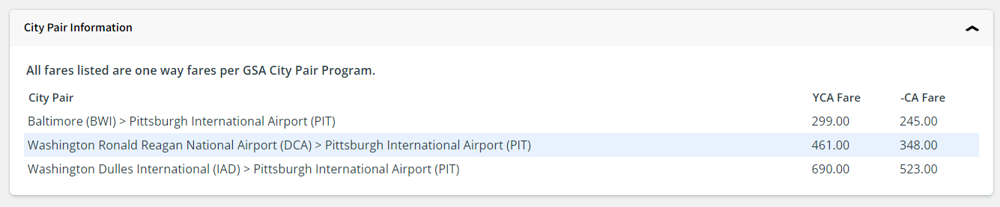 City Pair Information
All fares listed are one way fares per GSA City Pair Program.
City Pair YCA Fare -CA Fare
Baltimore (BWI) > Pittsburgh International Airport (PIT) 299.00 245.00
Washington Ronald Reagan National Airport (DCA) > Pittsburgh International Airport (PIT) 461.00 348.00
Washington Dulles International (IAD) > Pittsburgh International Airport (PIT) 690.00 523.00